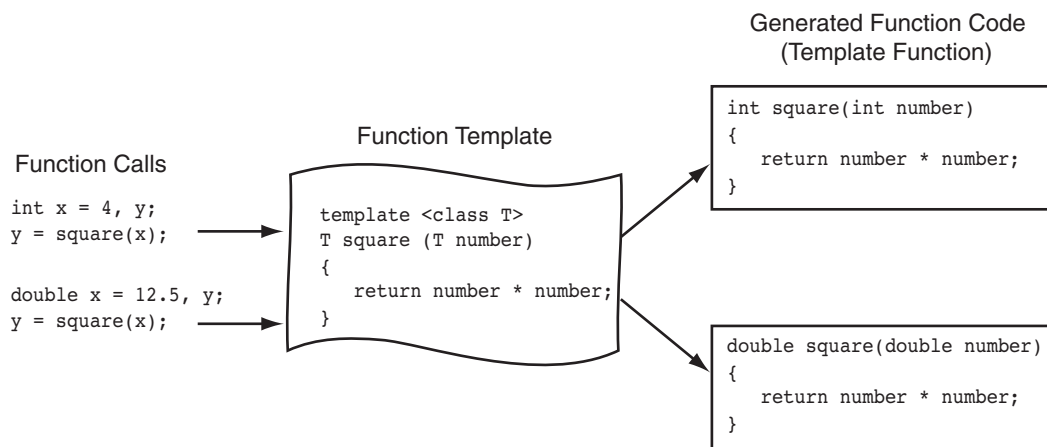 Function Calls
int x = 4, y;
y = square(x);
double x = 12.5, y;
y = square(x);
Function Template
template <class T>
T square (T number)
{
   return number * number;
}
Generated Function Code
(Template Function)
int square(int number)
{
   return number * number;
}
double square(double number)
{
   return number * number;
}